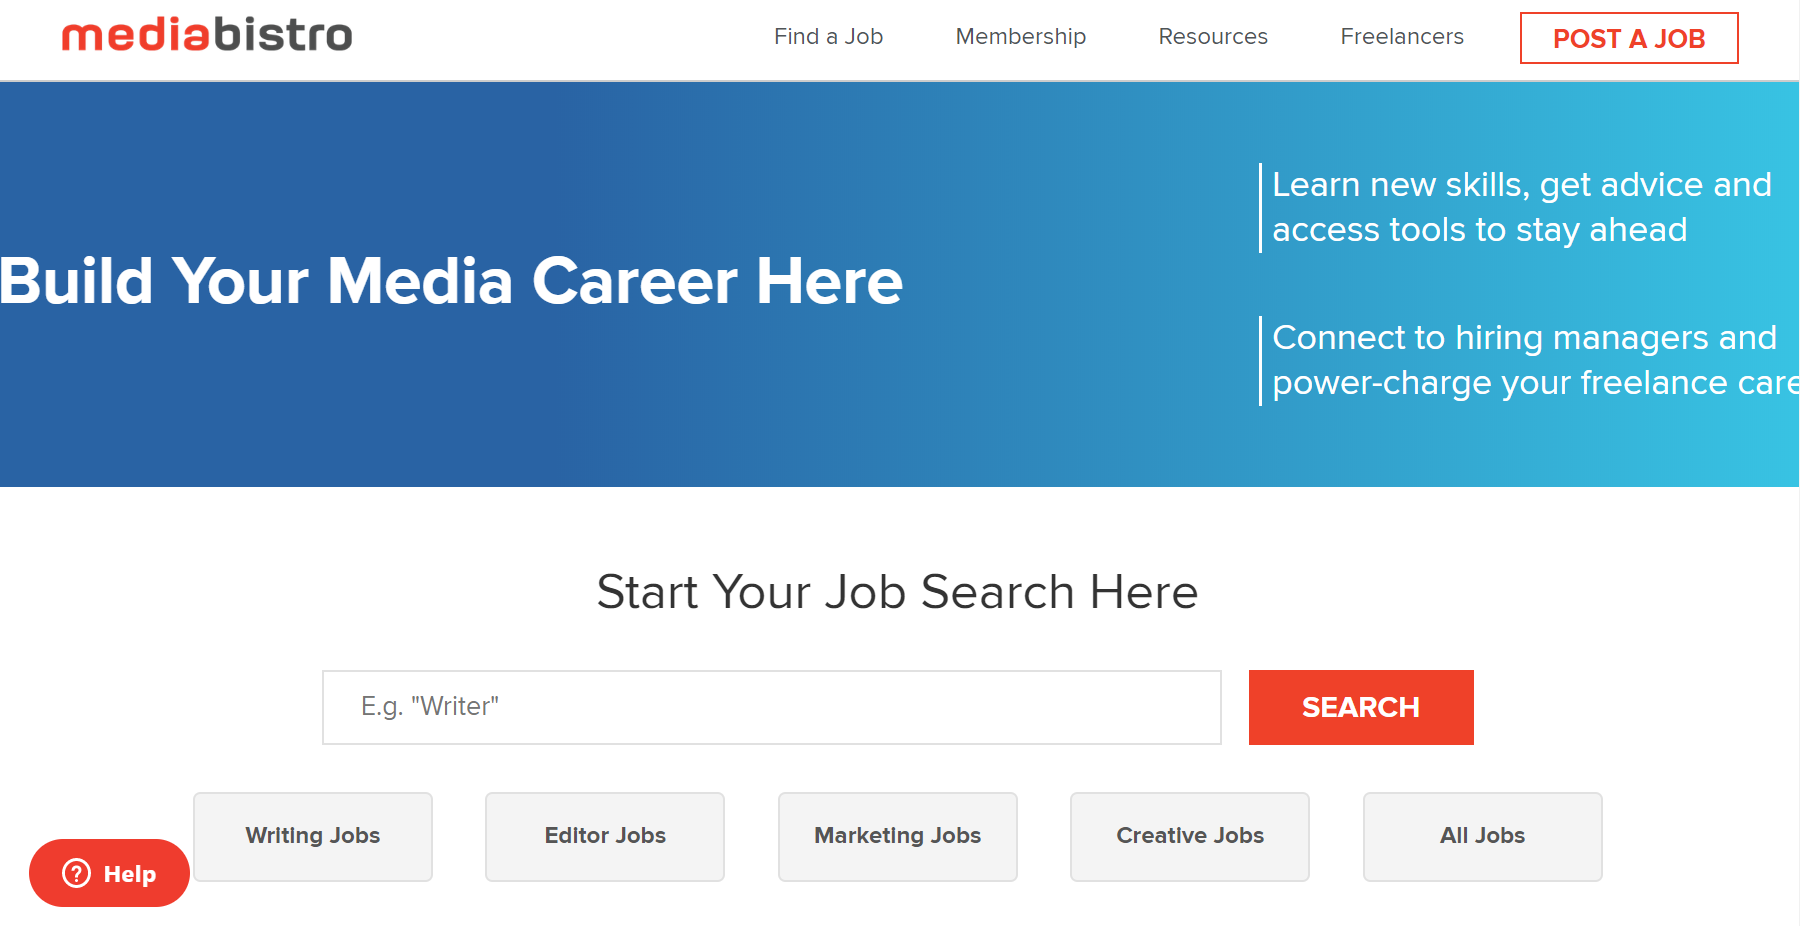 mediabistro
Find a Job
Membership
Resources
Freelancers
POST A JOB
Build Your Media Career Here
Learn new skills, get advice and
access tools to stay ahead
Connect to hiring managers and
power-charge your freelance care
Start Your Job Search Here
E.g. "Writer"
SEARCH
Writing Jobs
Editor Jobs
Marketing Jobs
Creative Jobs
All Jobs
Help